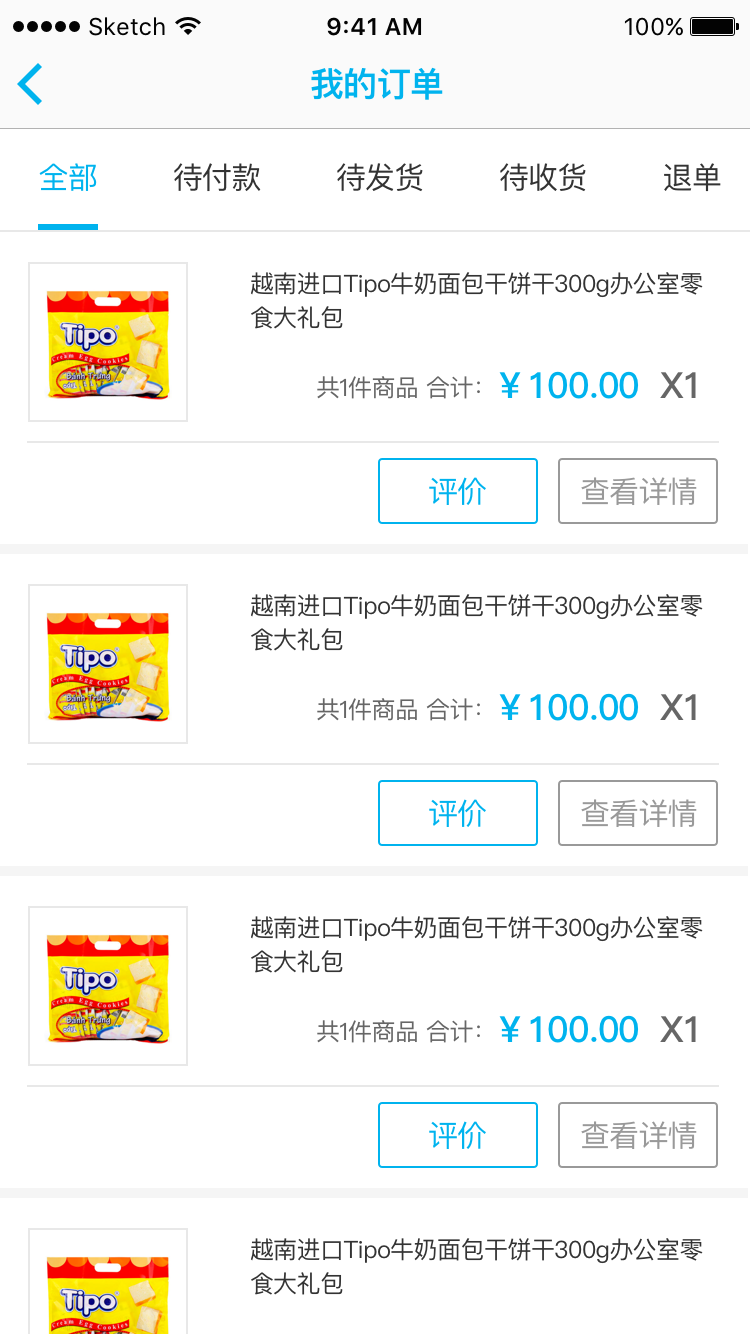 Sketch 9:41 AM 100%
我的订单
全部 待付款 待发货 待收货 退单
越南进口Tipo牛奶面包干饼干300g办公室零
食大礼包
Tipo
Cream Egg Cookies
共1件商品 合计: ¥ 100.00 X1
评价 查看详情
越南进口Tipo牛奶面包干饼干300g办公室零
食大礼包
Tipo
Cream Egg Cookies
共1件商品 合计: ¥ 100.00 X1
评价 查看详情
越南进口Tipo牛奶面包干饼干300g办公室零
食大礼包
Tipo
Cream Egg Cookies
共1件商品 合计: ¥ 100.00 X1
评价 查看详情
越南进口Tipo牛奶面包干饼干300g办公室零
食大礼包
Tipo
Cream Egg Cookies